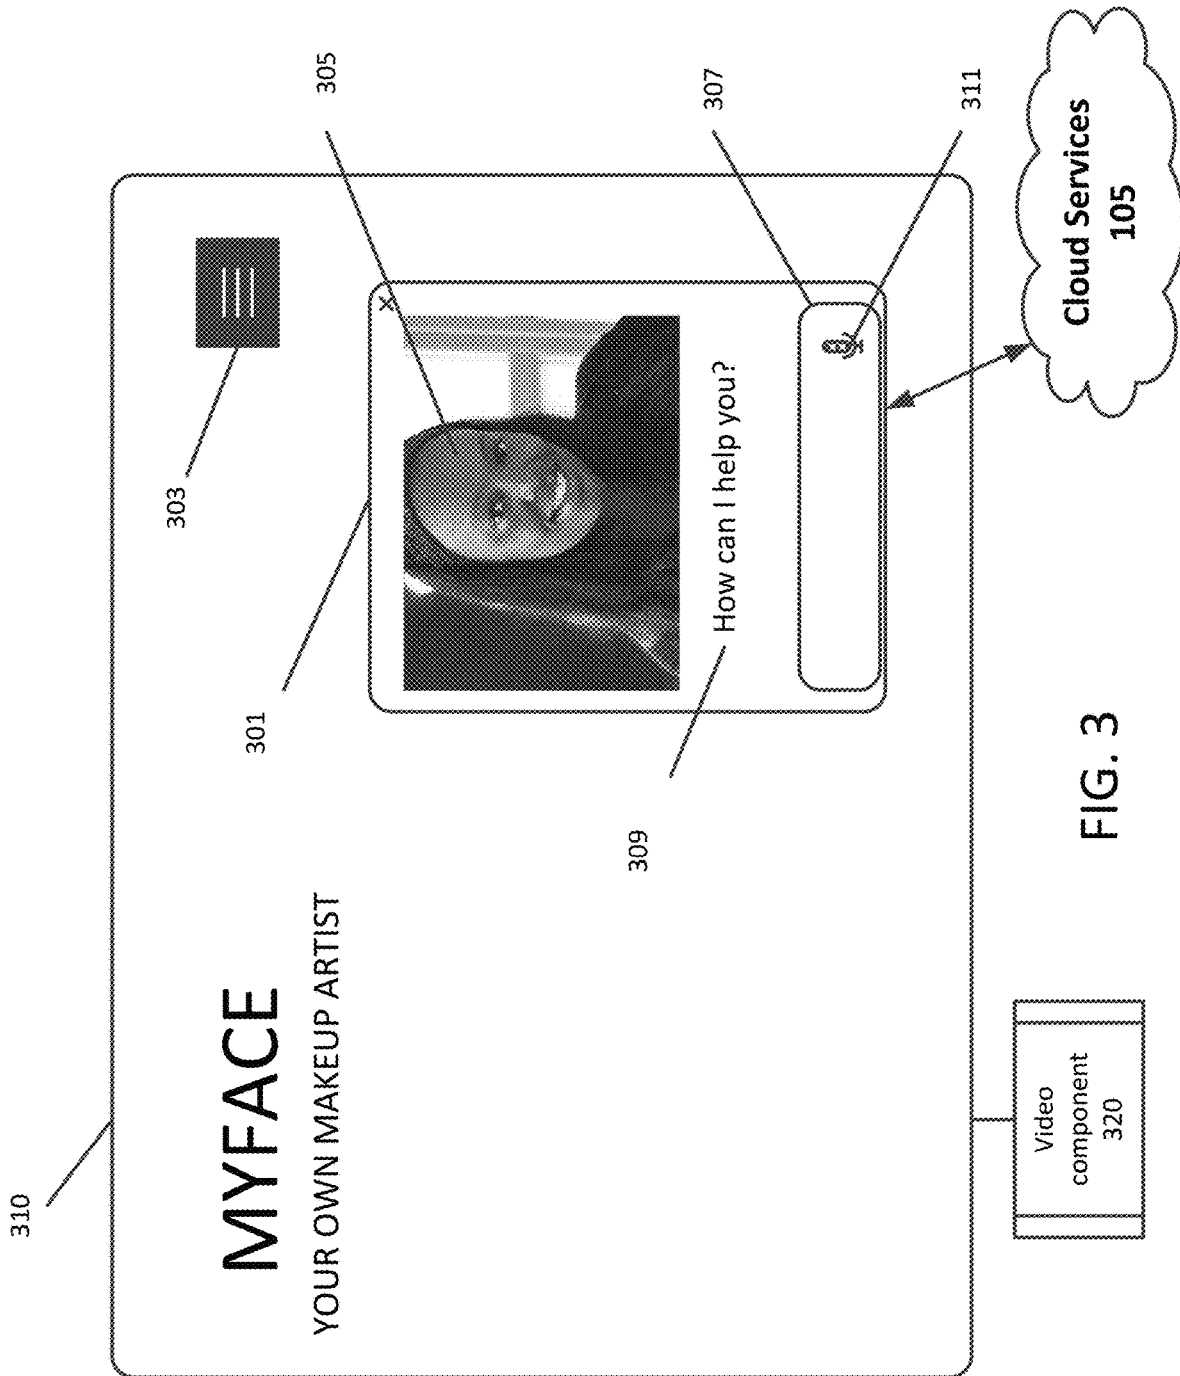 310
MYFACE
YOUR OWN MAKEUP ARTIST
303
301
305
X
309
How can I help you?
307
311
Video
component
320
Cloud Services
105
FIG. 3